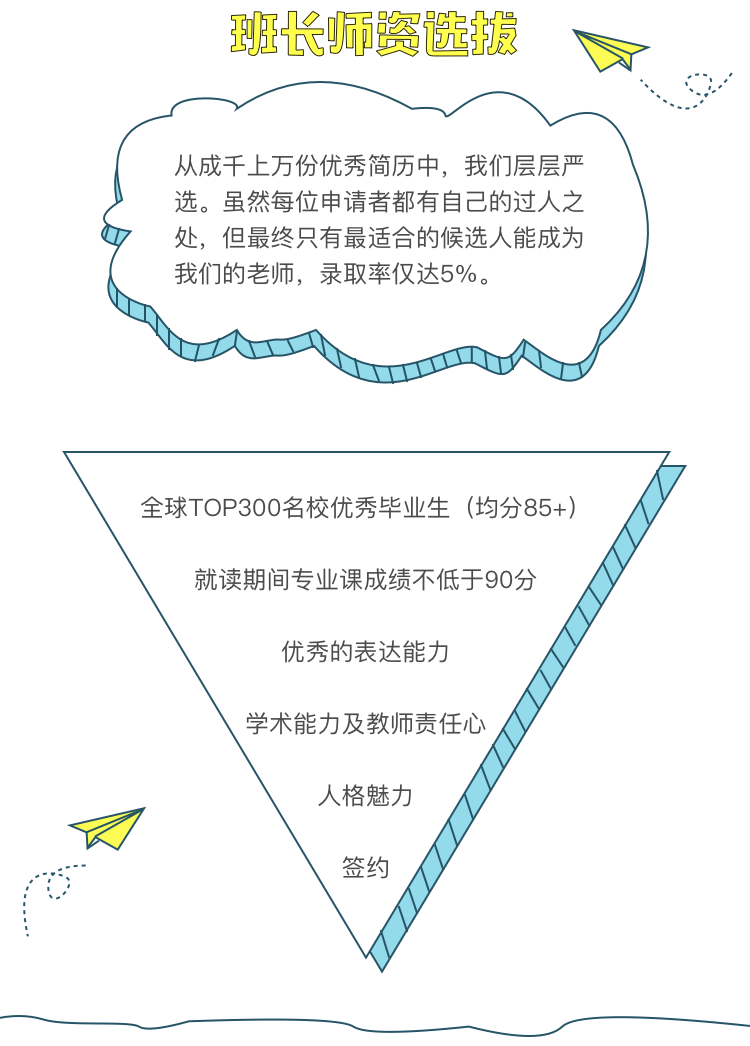 班长师资选拔
从成千上万份优秀简历中，我们层层严
选。虽然每位申请者都有自己的过人之
处，但最终只有最适合的候选人能成为
我们的老师，录取率仅达5%。
全球TOP300名校优秀毕业生（均分85+）
就读期间专业课成绩不低于90分
优秀的表达能力
学术能力及教师责任心
人格魅力
签约